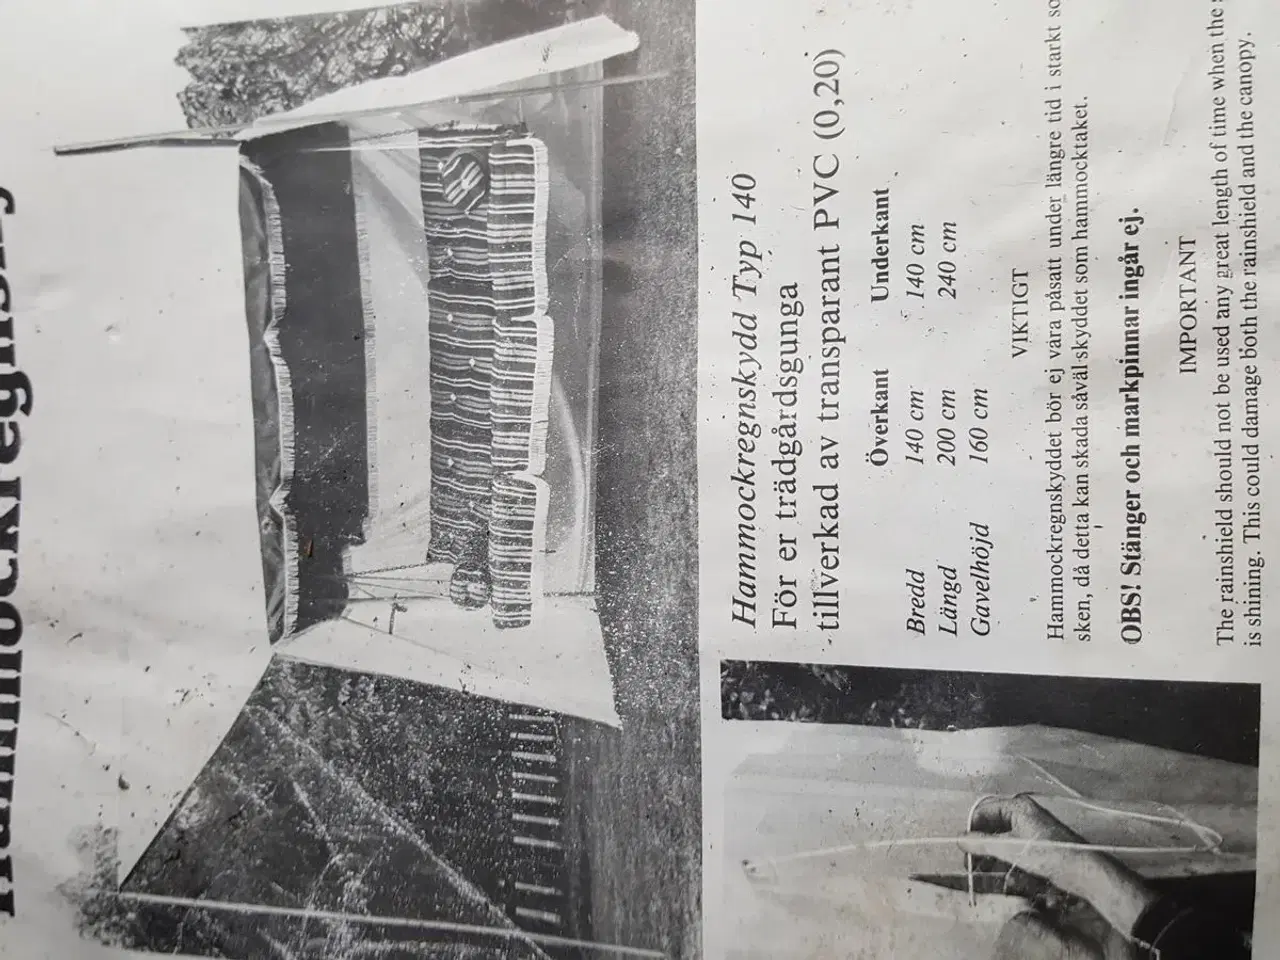 Hammockregnskydd Typ 140
För er trädgårdsgunga
tillverkad av transparant PVC (0,20)
Överkant Underkant
Bredd 140 cm 140 cm
Längd 200 cm 240 cm
Gavelhöjd 160 cm
VIKTIGT
Hammockregnskyddet bör ej vara påsatt under längre tid i starkt
sken, då detta kan skada såväl skyddet som hammocktaket.
OBS! Stänger och markpinnar ingår ej.
IMPORTANT
The rainshield should not be used any great length of time when the
is shining. This could damage both the rainshield and the canopy.